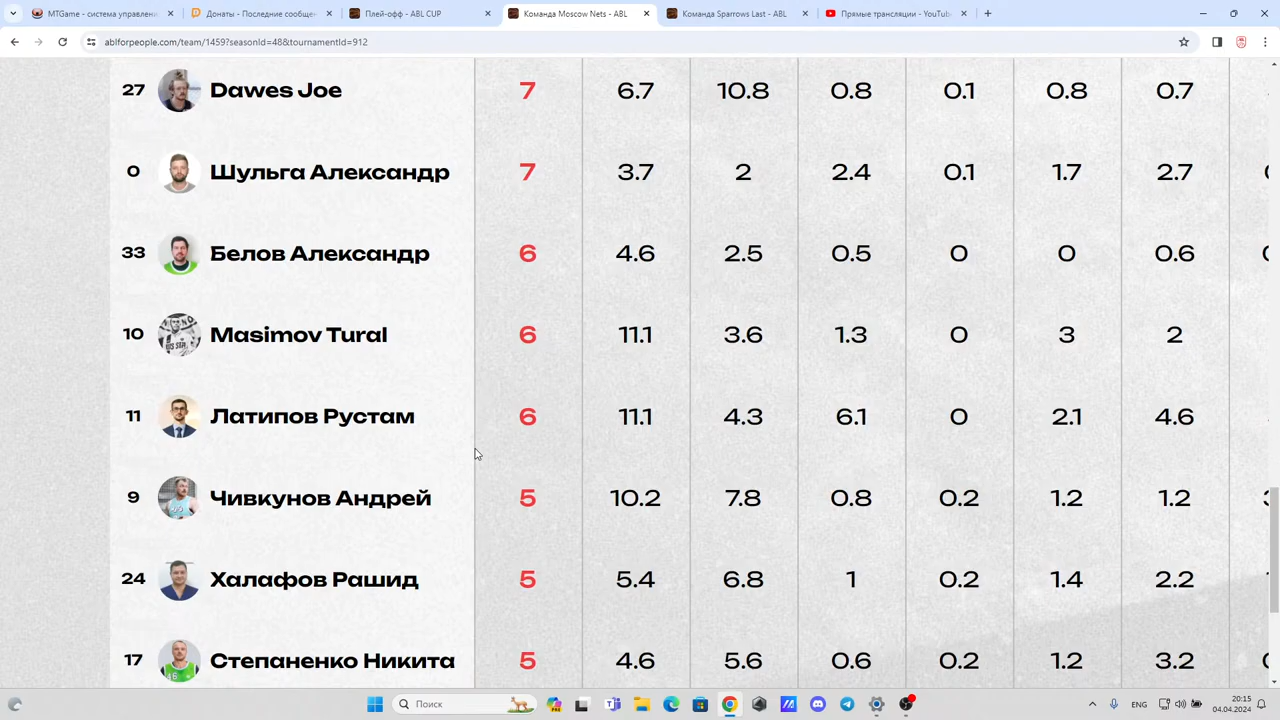 MTGame - система управлени
Донаты - Последние сообщен
Плей-офф - ABL CUP
Команда Moscow Nets - ABL
Команда Sparrows Last - ABL
Прямые трансляции - YouTub
ablforpeople.com/team/1459?seasonId=48&tournamentId=912
27 Dawes Joe 7 6.7 10.8 0.8 0.1 0.8 0.7
0 Шульга Александр 7 3.7 2 2.4 0.1 1.7 2.7
33 Белов Александр 6 4.6 2.5 0.5 0 0 0.6
10 Masimov Tural 6 11.1 3.6 1.3 0 3 2
11 Латипов Рустам 6 11.1 4.3 6.1 0 2.1 4.6
9 Чивкунов Андрей 5 10.2 7.8 0.8 0.2 1.2 1.2
24 Халафов Рашид 5 5.4 6.8 1 0.2 1.4 2.2
17 Степаненко Никита 5 4.6 5.6 0.6 0.2 1.2 3.2
Поиск
ENG
20:15
04.04.2024